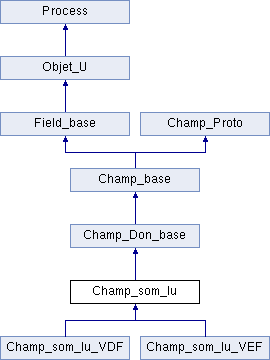 Process
Objet_U
Field_base
Champ_Proto
Champ_base
Champ_Don_base
Champ_som_lu
Champ_som_lu_VDF
Champ_som_lu_VEF